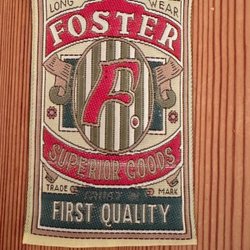 LONG WEAR
FOSTER
F.
SUPERIOR GOODS
TRADE MARK
FIRST QUALITY